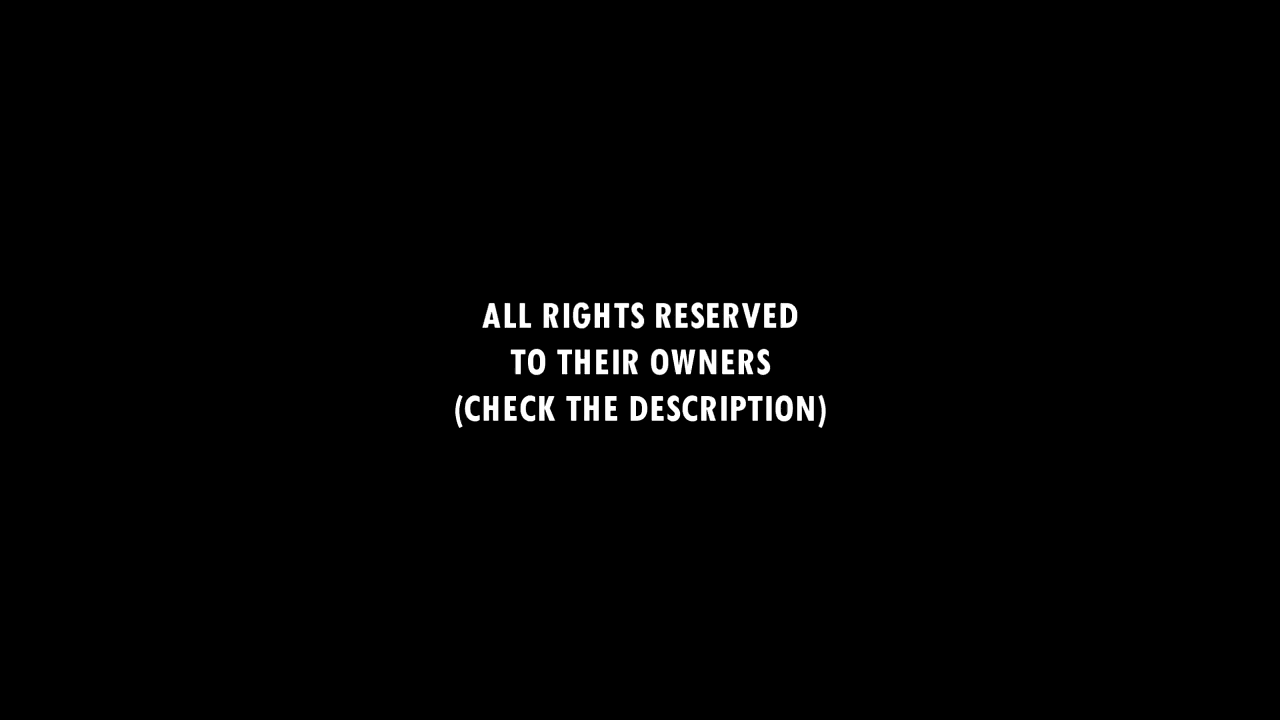 ALL RIGHTS RESERVED
TO THEIR OWNERS
(CHECK THE DESCRIPTION)